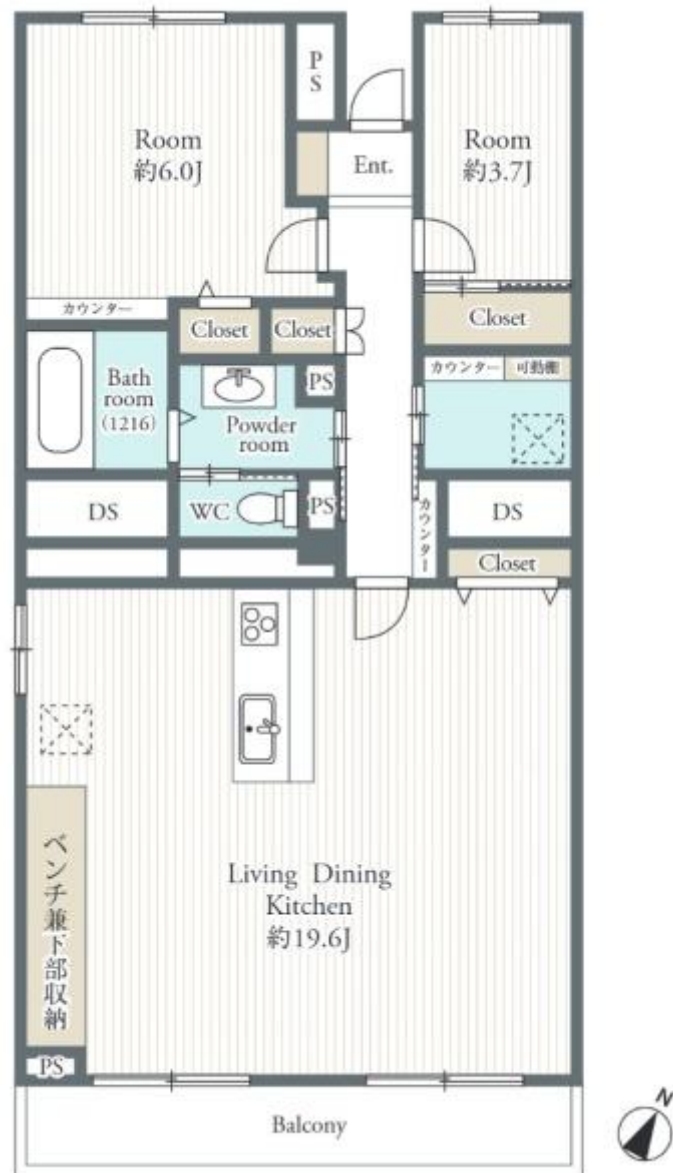 P
S
Room
約6.0J
Ent.
Room
約3.7J
カウンター
Closet
Closet
Closet
Bath
room
(1216)
PS
Powder
room
カウンター
可動棚
DS
WC
PS
カウンター
DS
Closet
ベンチ兼下部収納
Living Dining
Kitchen
約19.6J
PS
Balcony
N